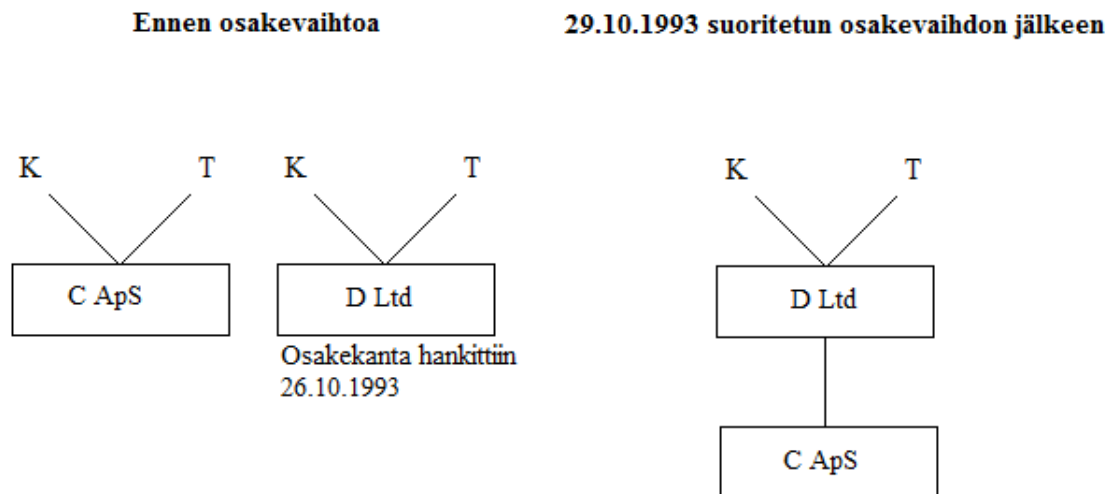 Ennen osakevaihtoa
29.10.1993 suoritetun osakevaihdon jälkeen
K T K T
K T
C ApS
D Ltd
D Ltd
Osakekanta hankittiin
26.10.1993
C ApS